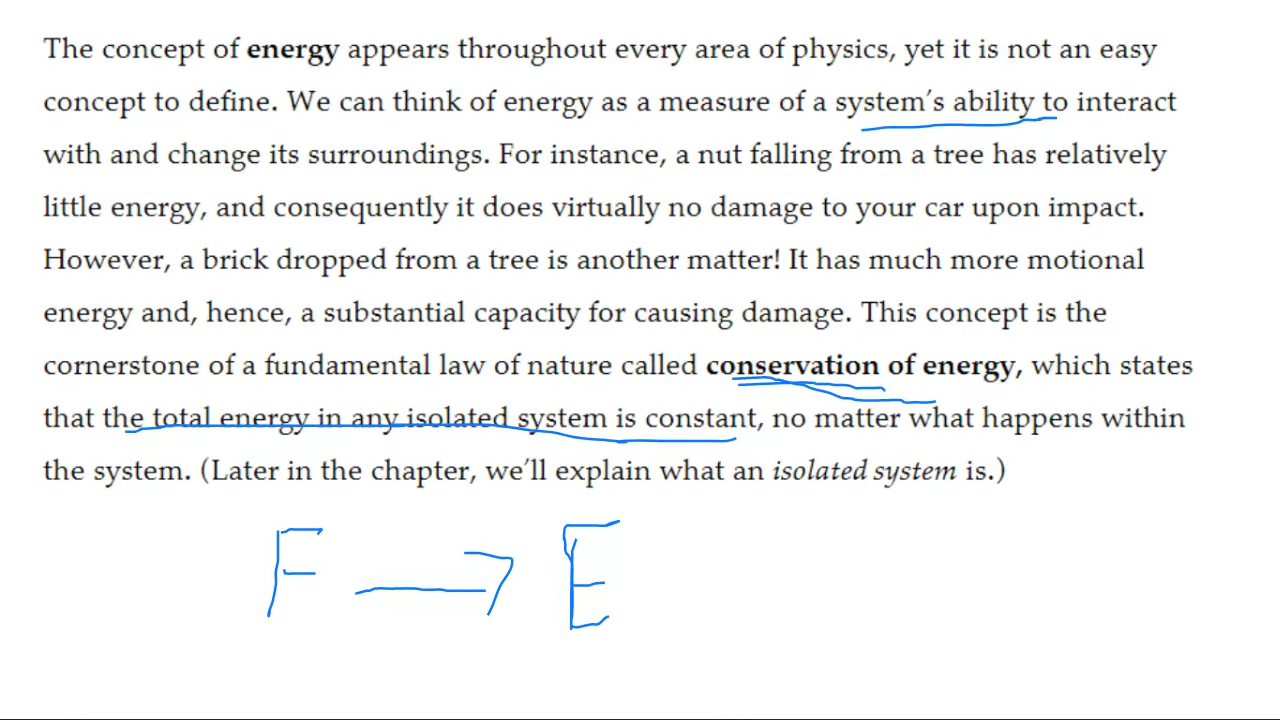 The concept of energy appears throughout every area of physics, yet it is not an easy
concept to define. We can think of energy as a measure of a system's ability to interact
with and change its surroundings. For instance, a nut falling from a tree has relatively
little energy, and consequently it does virtually no damage to your car upon impact.
However, a brick dropped from a tree is another matter! It has much more motional
energy and, hence, a substantial capacity for causing damage. This concept is the
cornerstone of a fundamental law of nature called conservation of energy, which states
that the total energy in any isolated system is constant, no matter what happens within
the system. (Later in the chapter, we'll explain what an isolated system is.)
F → E